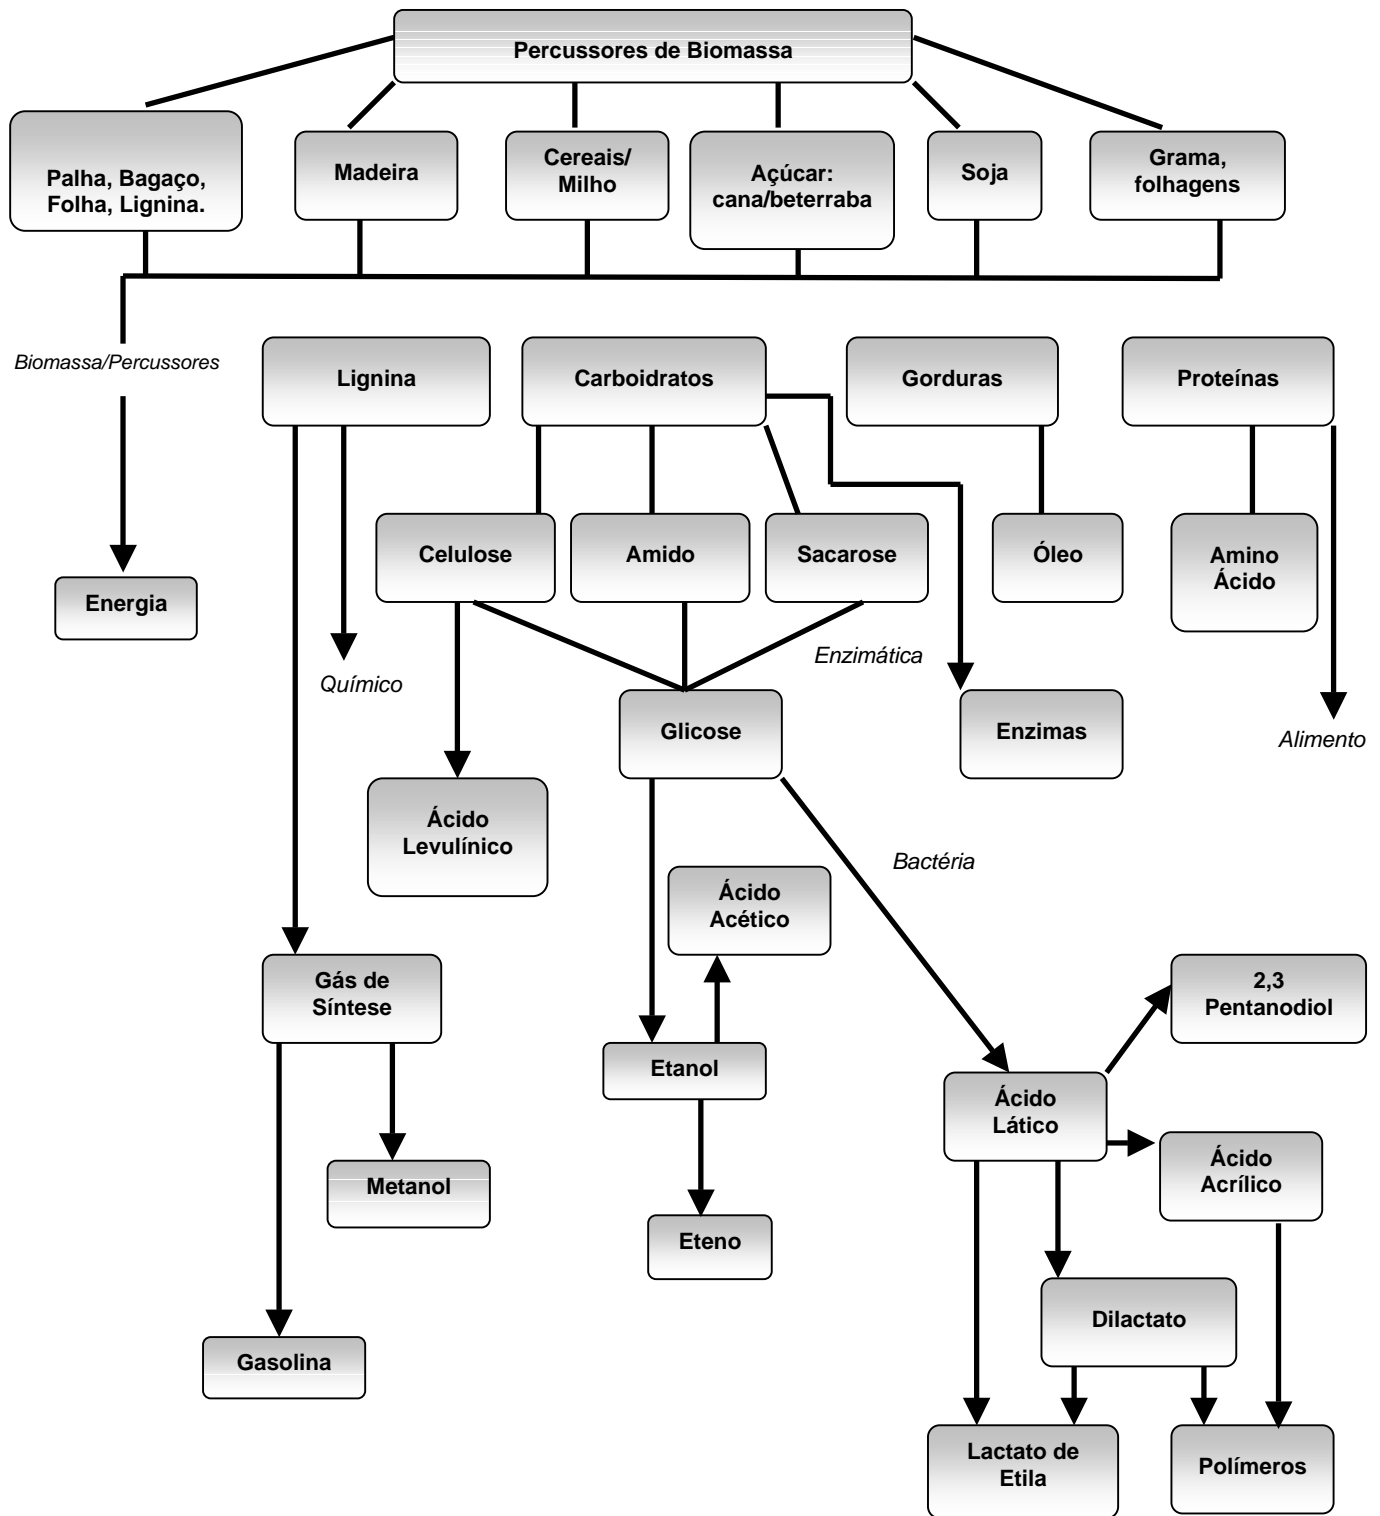 Percussores de Biomassa
Palha, Bagaço,
Folha, Lignina.
Madeira
Cereais/
Milho
Açúcar:
cana/beterraba
Soja
Grama,
folhagens
Biomassa/Percussores
Lignina
Carboidratos
Gorduras
Proteínas
Celulose
Amido
Sacarose
Óleo
Amino
Ácido
Energia
Químico
Enzimática
Glicose
Enzimas
Alimento
Ácido
Levulínico
Bactéria
Ácido
Acético
Gás de
Síntese
2,3
Pentanodiol
Etanol
Ácido
Lático
Ácido
Acrílico
Metanol
Eteno
Dilactato
Gasolina
Lactato de
Etila
Polímeros